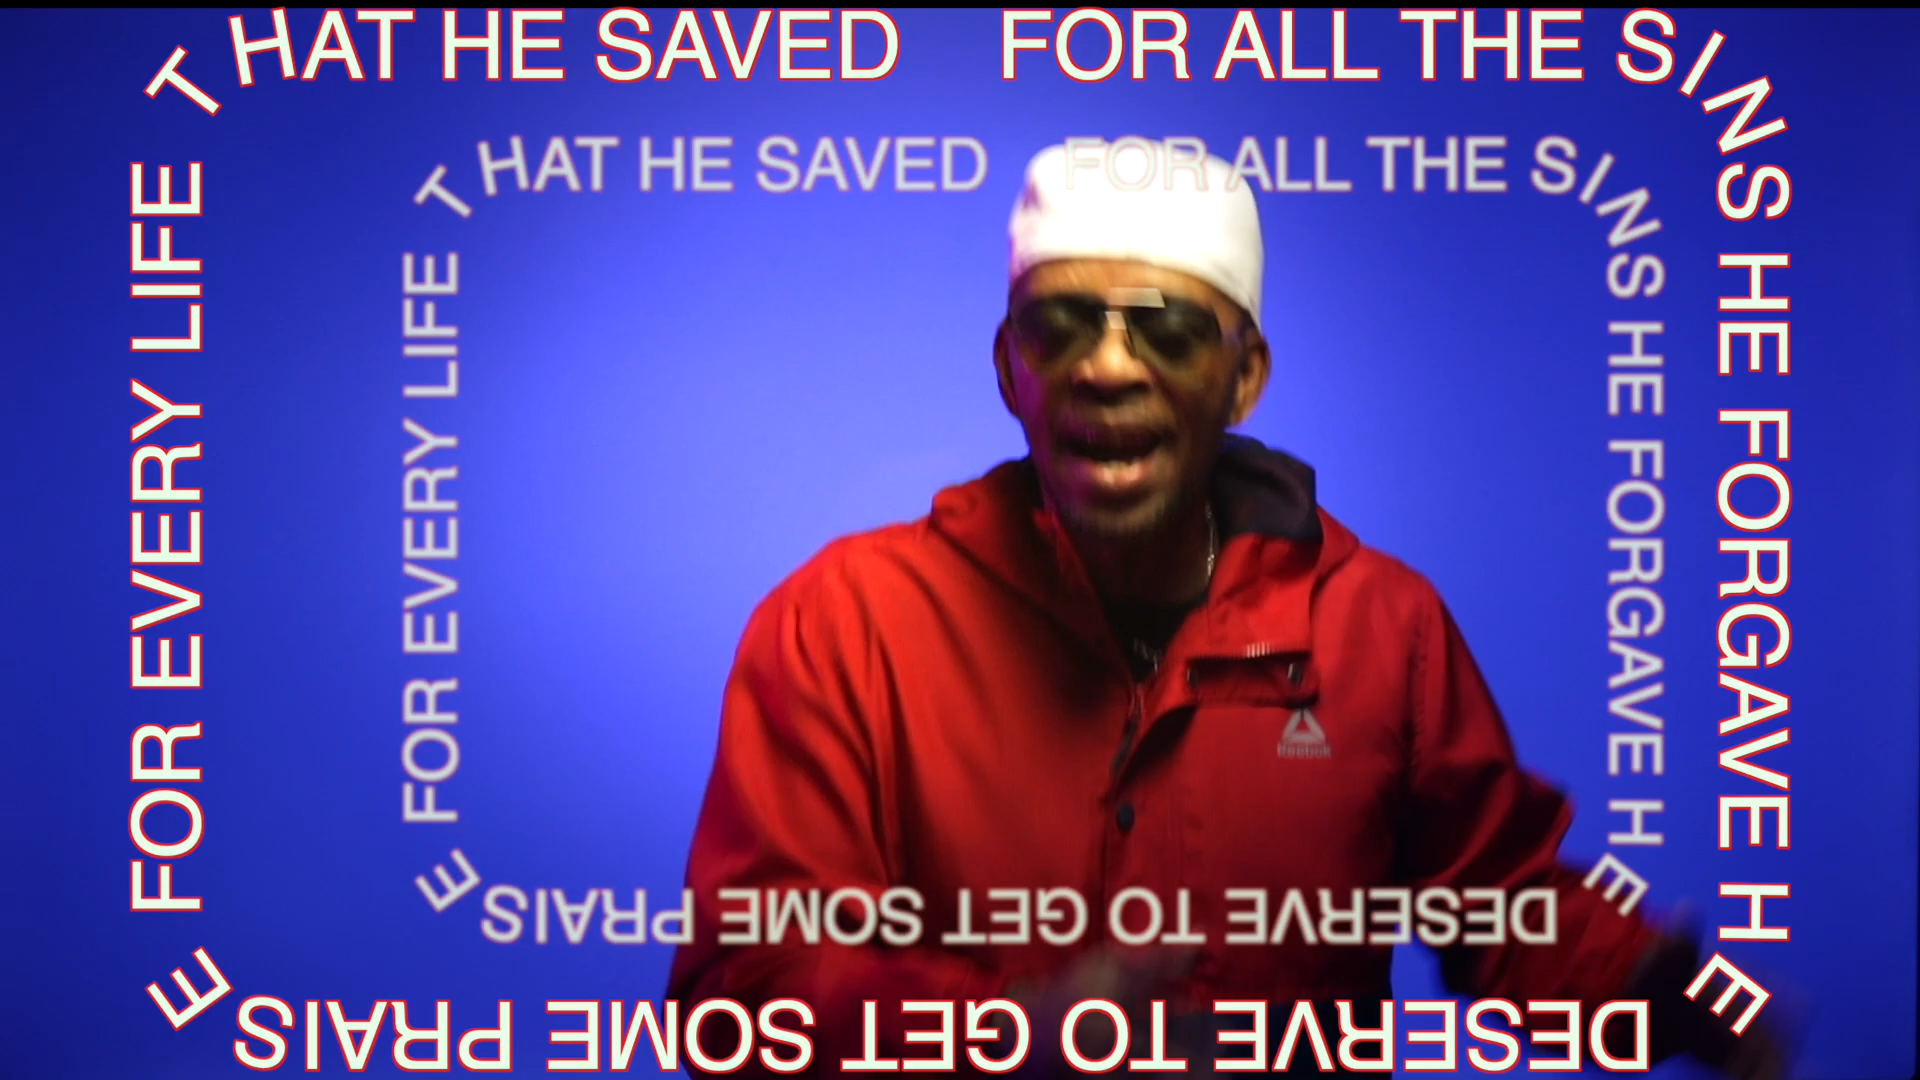 FOR EVERY LIFE THAT HE SAVED FOR ALL THE SINS HE FORGAVE HE DESERVE TO GET SOME PRAISE
FOR EVERY LIFE THAT HE SAVED FOR ALL THE SINS HE FORGAVE HE DESERVE TO GET SOME PRAISE
Reebok